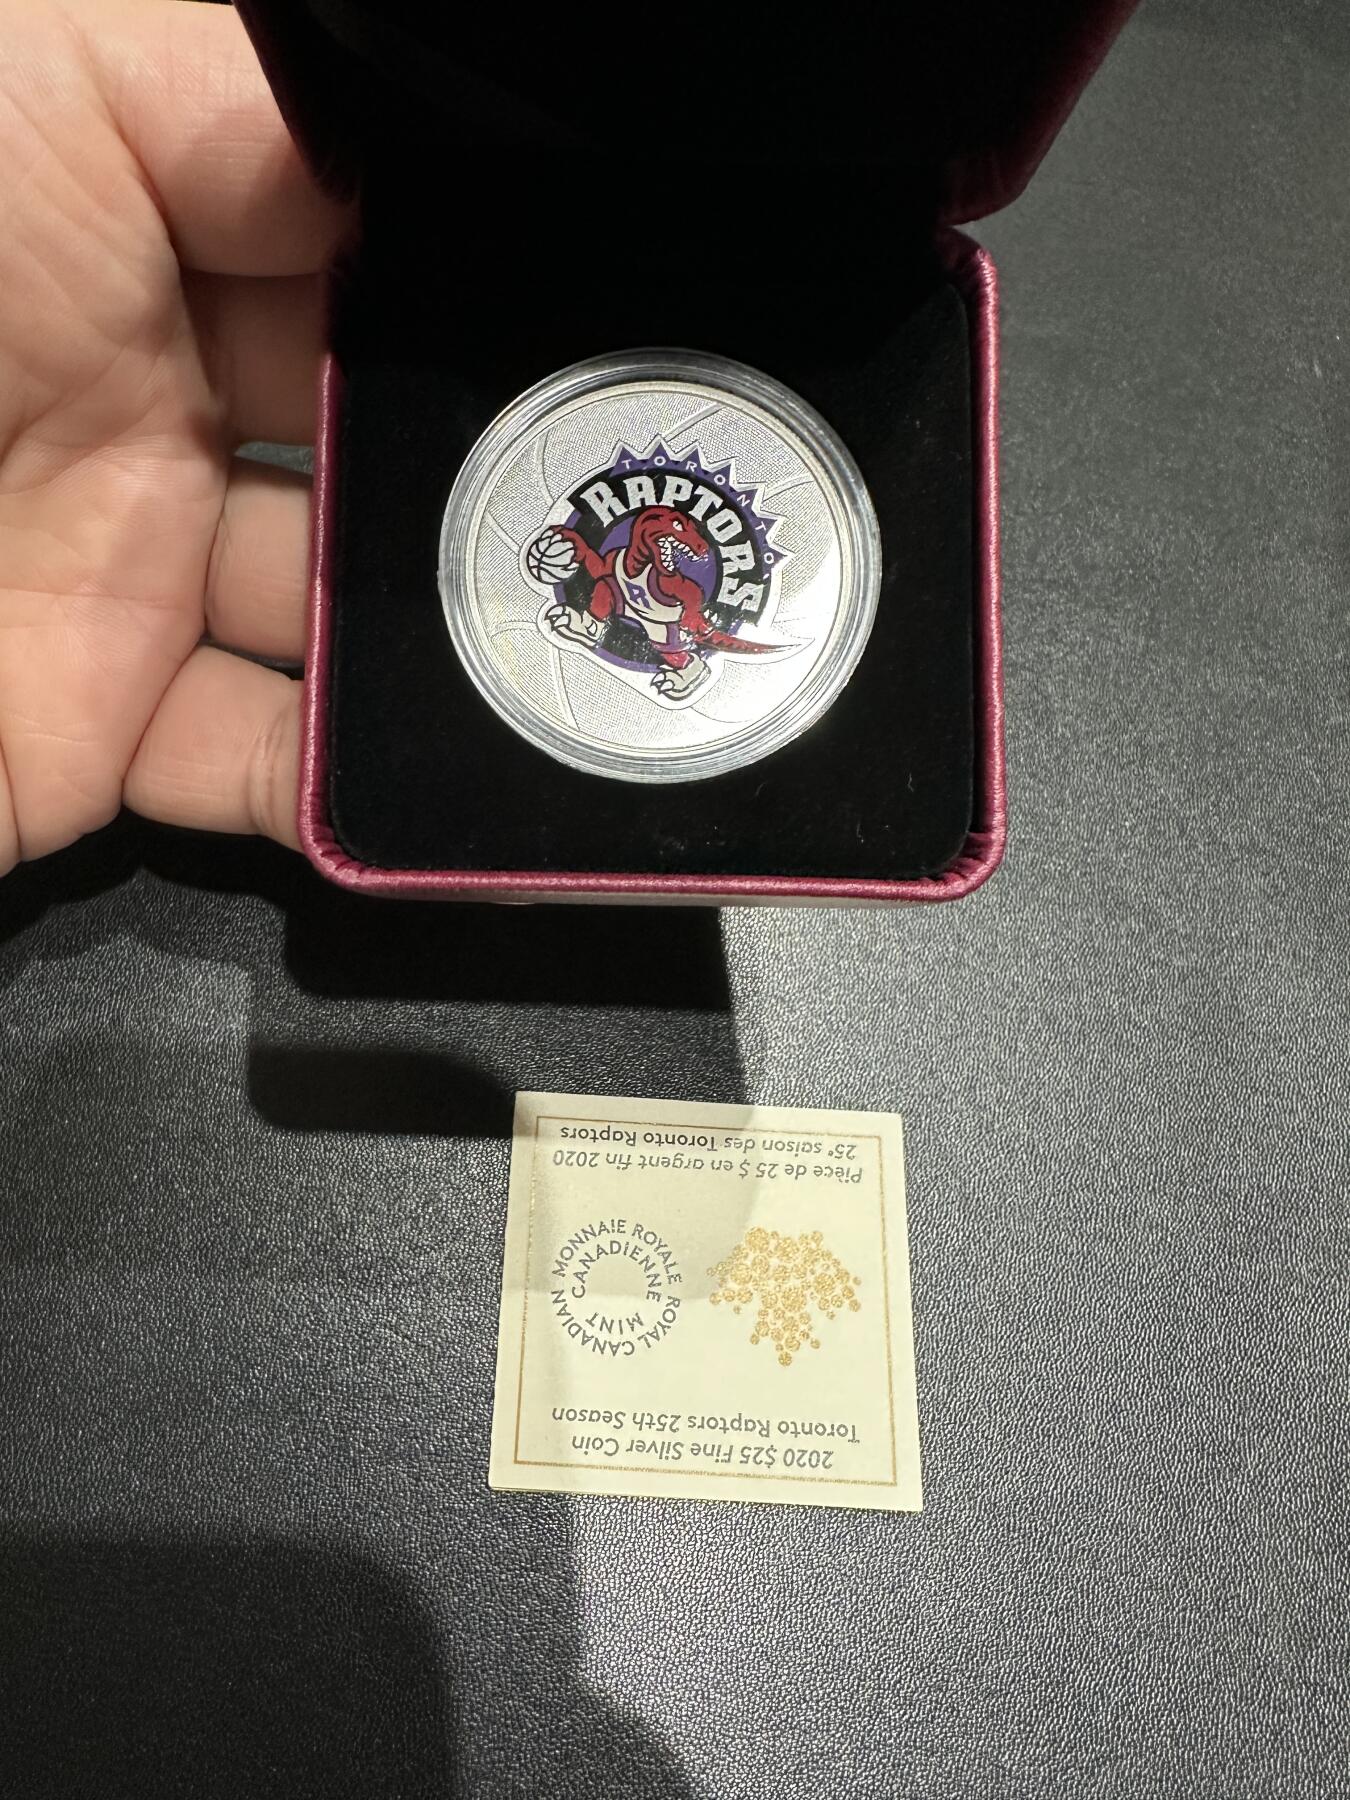 TORONTO
RAPTORS
R
2020 $25 Fine Silver Coin
Toronto Raptors 25th Season
MONNAIE ROYALE CANADIENNE
ROYAL CANADIAN MINT
Pièce de 25 $ en argent fin 2020
25e saison des Toronto Raptors